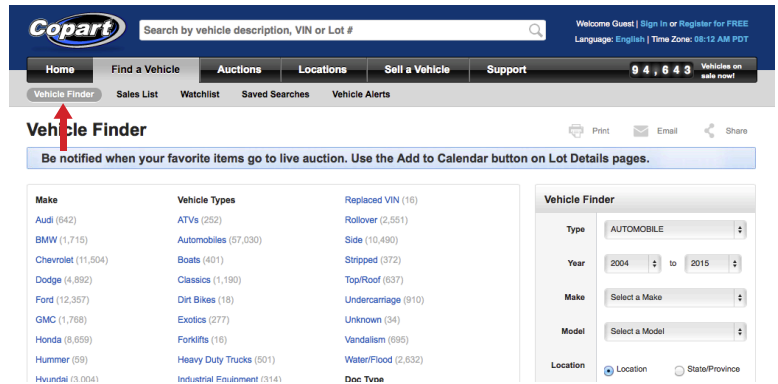 Copart
Search by vehicle description, VIN or Lot #
Welcome Guest | Sign In or Register for FREE
Language: English | Time Zone: 08:12 AM PDT
Home Find a Vehicle Auctions Locations Sell a Vehicle Support 94,643 Vehicles on sale now!
Vehicle Finder Sales List Watchlist Saved Searches Vehicle Alerts
Vehicle Finder
Print Email Share
Be notified when your favorite items go to live auction. Use the Add to Calendar button on Lot Details pages.
Make Vehicle Types Replaced VIN (16)
Audi (642) ATVs (252) Rollover (2,551)
BMW (1,715) Automobiles (57,030) Side (10,490)
Chevrolet (11,504) Boats (401) Stripped (372)
Dodge (4,892) Classics (1,190) Top/Roof (637)
Ford (12,357) Dirt Bikes (18) Undercarriage (910)
GMC (1,768) Exotics (277) Unknown (34)
Honda (8,659) Forklifts (16) Vandalism (695)
Hummer (59) Heavy Duty Trucks (501) Water/Flood (2,632)
Hyundai (3,004) Industrial Equipment (314) Doc Type
Vehicle Finder
Type AUTOMOBILE
Year 2004 to 2015
Make Select a Make
Model Select a Model
Location Location State/Province